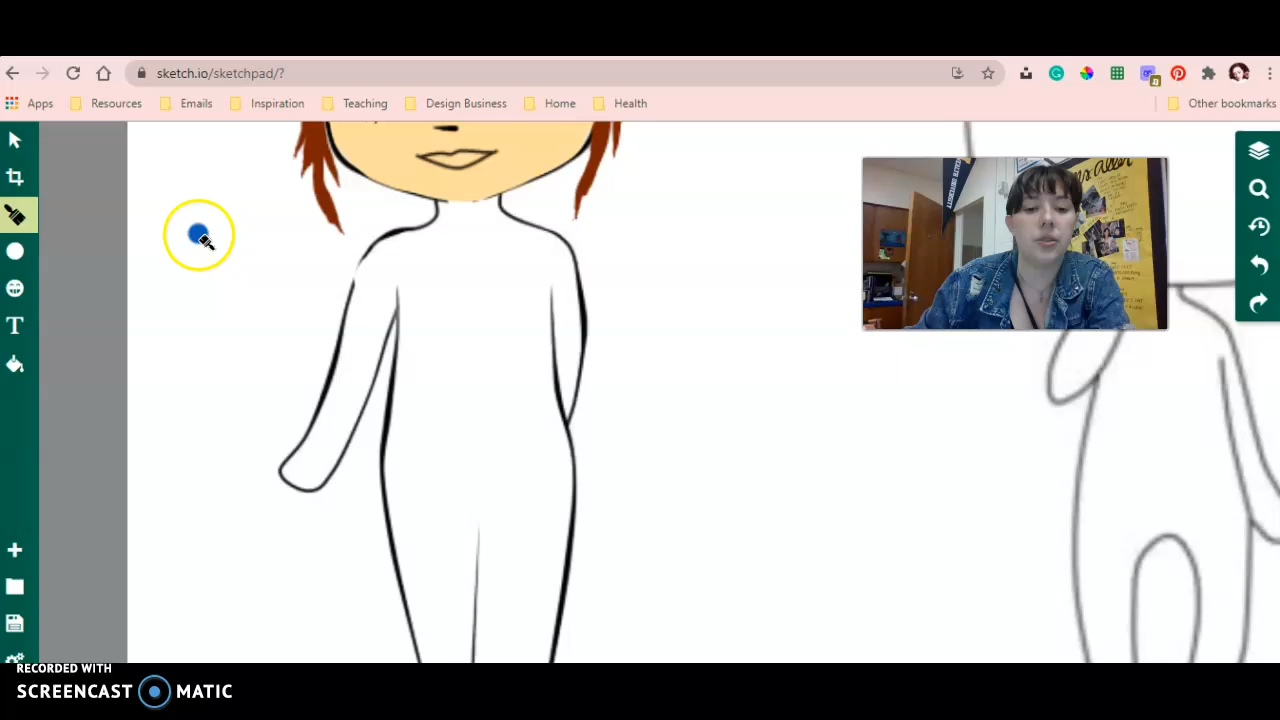 sketch.io/sketchpad/?
Apps Resources Emails Inspiration Teaching Design Business Home Health Other bookmarks
T
RECORDED WITH
SCREENCAST MATIC